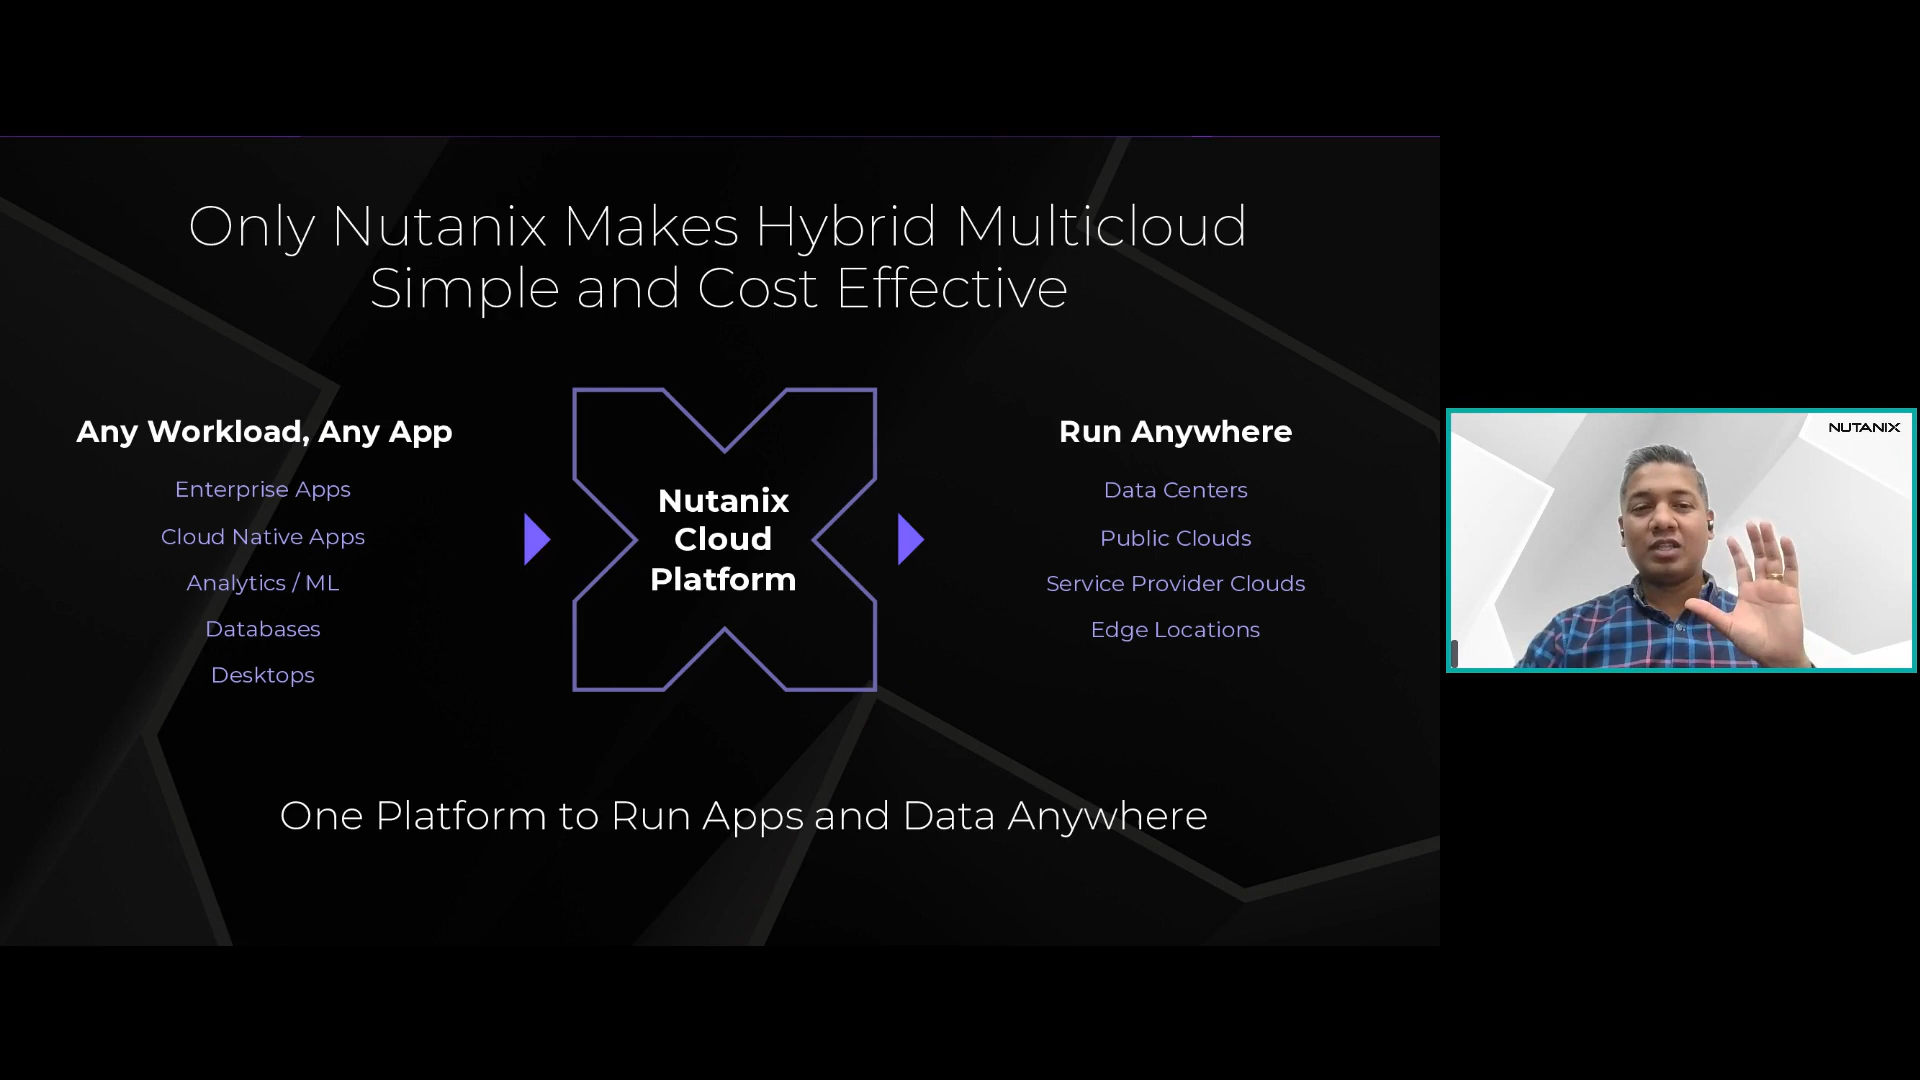 Only Nutanix Makes Hybrid Multicloud
Simple and Cost Effective
Any Workload, Any App
Enterprise Apps
Cloud Native Apps
Analytics / ML
Databases
Desktops
Nutanix
Cloud
Platform
Run Anywhere
Data Centers
Public Clouds
Service Provider Clouds
Edge Locations
One Platform to Run Apps and Data Anywhere
NUTANIX